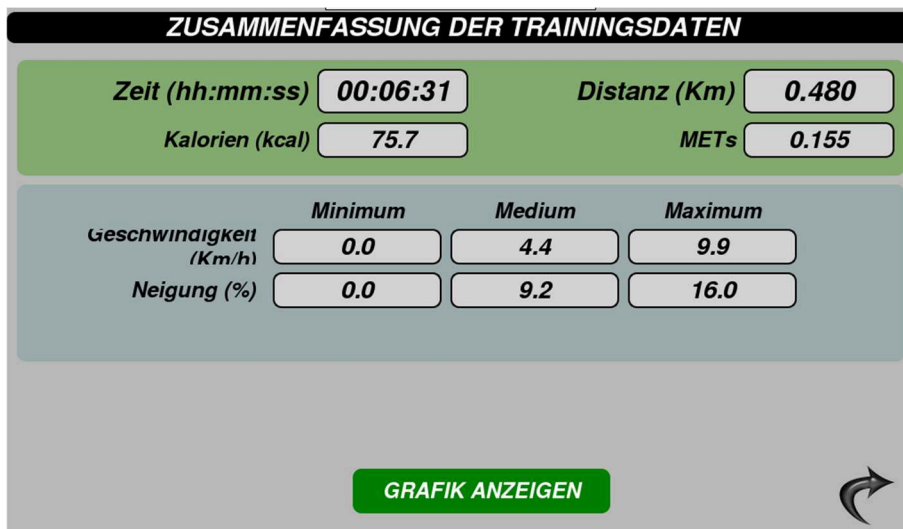 ZUSAMMENFASSUNG DER TRAININGSDATEN
Zeit (hh:mm:ss) 00:06:31 Distanz (Km) 0.480
Kalorien (kcal) 75.7 METs 0.155
Minimum Medium Maximum
Geschwindigkeit
(Km/h) 0.0 4.4 9.9
Neigung (%) 0.0 9.2 16.0
GRAFIK ANZEIGEN